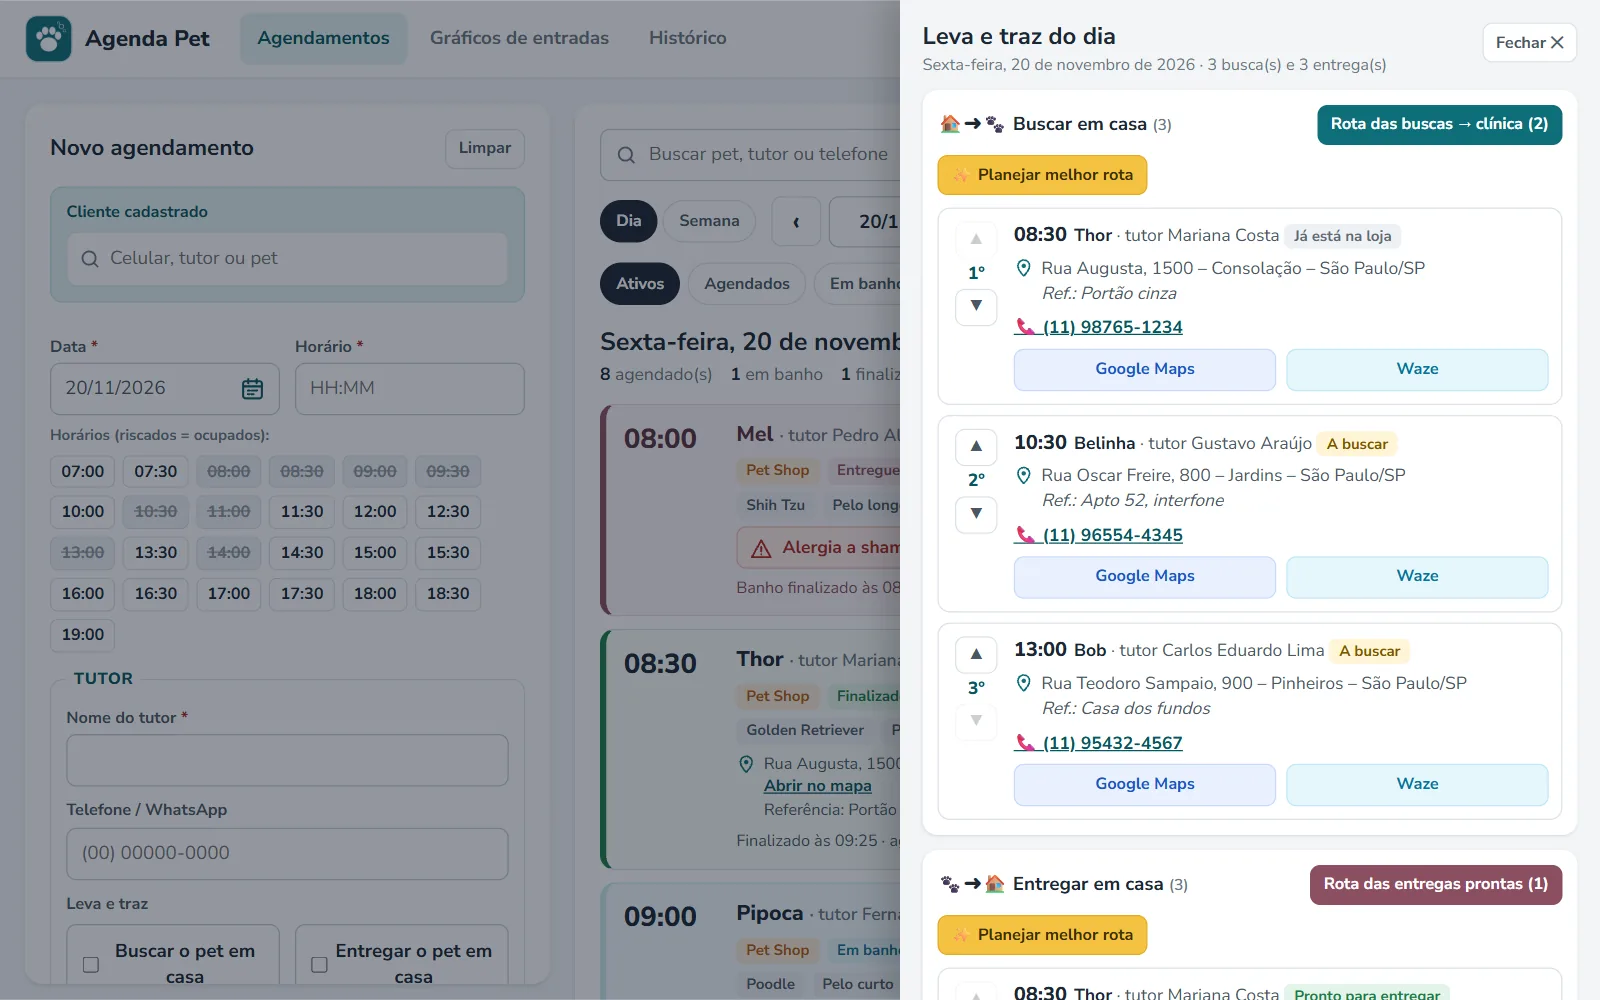 Agenda Pet
Agendamentos
Gráficos de entradas
Histórico
Novo agendamento
Limpar
Cliente cadastrado
Celular, tutor ou pet
Data *
Horário *
20/11/2026
HH:MM
Horários (riscados = ocupados):
07:00 07:30 08:00 08:30 09:00 09:30
10:00 10:30 11:00 11:30 12:00 12:30
13:00 13:30 14:00 14:30 15:00 15:30
16:00 16:30 17:00 17:30 18:00 18:30
19:00
TUTOR
Nome do tutor *
Telefone / WhatsApp
(00) 00000-0000
Leva e traz
Buscar o pet em
casa
Entregar o pet em
casa
Buscar pet, tutor ou telefone
Dia
Semana
‹
20/1
Ativos
Agendados
Em banho
Sexta-feira, 20 de novemb
8 agendado(s) 1 em banho 1 finaliz
08:00
Mel · tutor Pedro Al
Pet Shop
Entregue
Shih Tzu
Pelo long
Alergia a sham
Banho finalizado às 08
08:30
Thor · tutor Mariana
Pet Shop
Finalizad
Golden Retriever
P
Rua Augusta, 1500
Abrir no mapa
Referência: Portão
Finalizado às 09:25 · a
09:00
Pipoca · tutor Ferna
Pet Shop
Em banho
Poodle
Pelo curto
Leva e traz do dia
Sexta-feira, 20 de novembro de 2026 · 3 busca(s) e 3 entrega(s)
Fechar ✕
Buscar em casa (3)
Rota das buscas → clínica (2)
Planejar melhor rota
1º
08:30 Thor · tutor Mariana Costa Já está na loja
Rua Augusta, 1500 – Consolação – São Paulo/SP
Ref.: Portão cinza
(11) 98765-1234
Google Maps
Waze
2º
10:30 Belinha · tutor Gustavo Araújo A buscar
Rua Oscar Freire, 800 – Jardins – São Paulo/SP
Ref.: Apto 52, interfone
(11) 96554-4345
Google Maps
Waze
3º
13:00 Bob · tutor Carlos Eduardo Lima A buscar
Rua Teodoro Sampaio, 900 – Pinheiros – São Paulo/SP
Ref.: Casa dos fundos
(11) 95432-4567
Google Maps
Waze
Entregar em casa (3)
Rota das entregas prontas (1)
Planejar melhor rota
08:30 Thor · tutor Mariana Costa Pronto para entregar